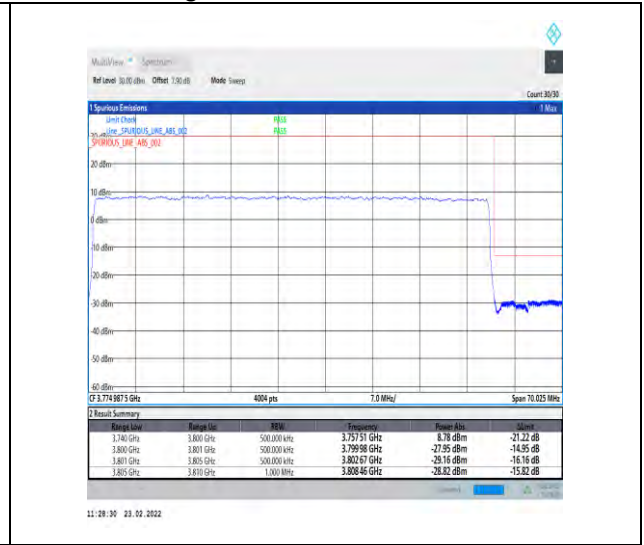 MultiView Spectrum
Ref Level 30.00 dBm Offset 7.90 dB Mode Sweep
Count 30/30
1 Spurious Emissions 1 Max
Limit Check PASS
Line _SPURIOUS_LINE_ABS_002 PASS
30 dBm
SPURIOUS_LINE_ABS_002
20 dBm
10 dBm
0 dBm
-10 dBm
-20 dBm
-30 dBm
-40 dBm
-50 dBm
-60 dBm
CF 3.774 987 5 GHz 4004 pts 7.0 MHz/ Span 70.025 MHz
2 Result Summary
Range Low Range Up RBW Frequency Power Abs ΔLimit
3.740 GHz 3.800 GHz 500.000 kHz 3.757 51 GHz 8.78 dBm -21.22 dB
3.800 GHz 3.801 GHz 500.000 kHz 3.799 98 GHz -27.95 dBm -14.95 dB
3.801 GHz 3.805 GHz 500.000 kHz 3.802 67 GHz -29.16 dBm -16.16 dB
3.805 GHz 3.810 GHz 1.000 MHz 3.808 46 GHz -28.82 dBm -15.82 dB
11:28:30 23.02.2022